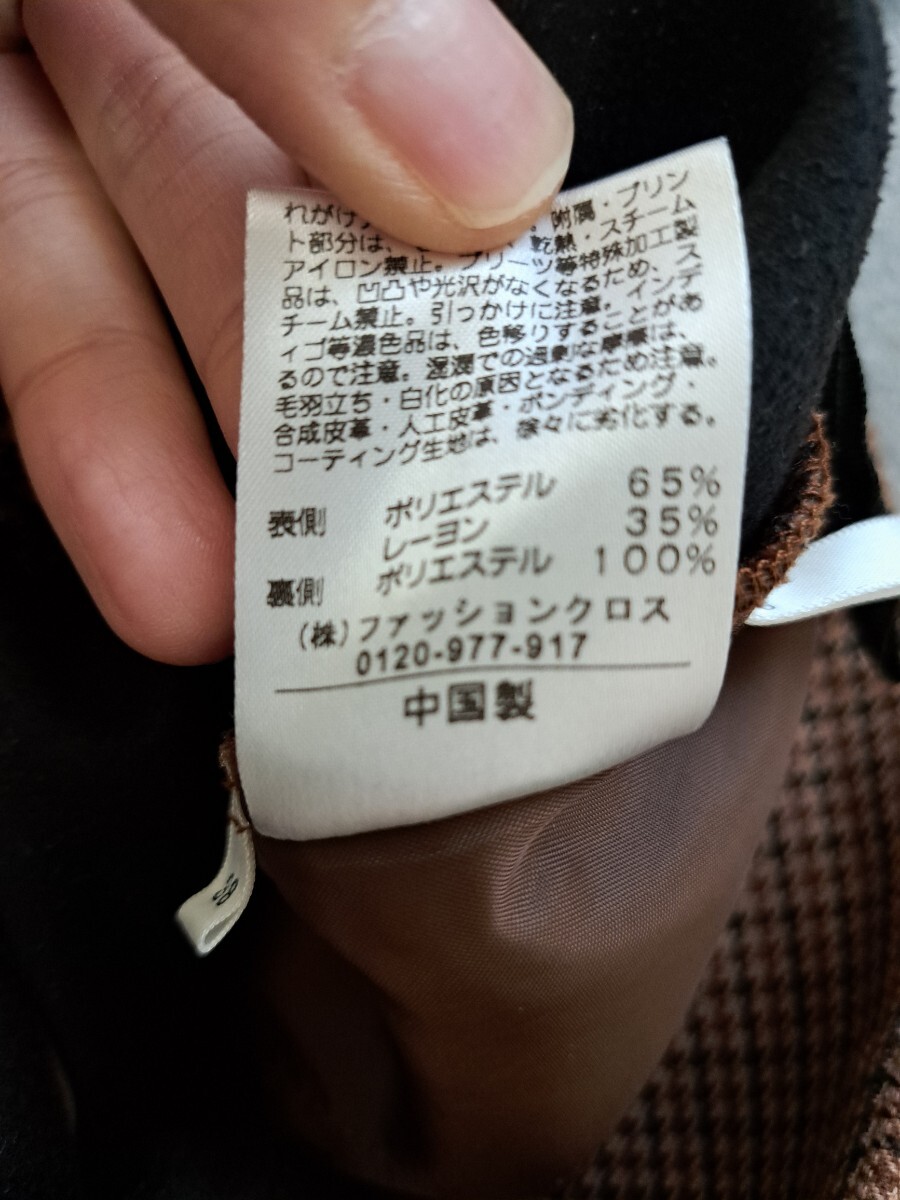 れがけ 附属・プリン
ト部分は、 乾熱・スチーム
アイロン禁止。プリーツ等特殊加工製
品は、凹凸や光沢がなくなるため、ス
チーム禁止。引っかけに注意。インデ
ィゴ等濃色品は、色移りすることがあ
るので注意。湿潤での過剰な摩擦は、
毛羽立ち・白化の原因となるため注意。
合成皮革・人工皮革・ボンディング・
コーティング生地は、徐々に劣化する。
表側 ポリエステル 65%
レーヨン 35%
裏側 ポリエステル 100%
(株)ファッションクロス
0120-977-917
中国製
38